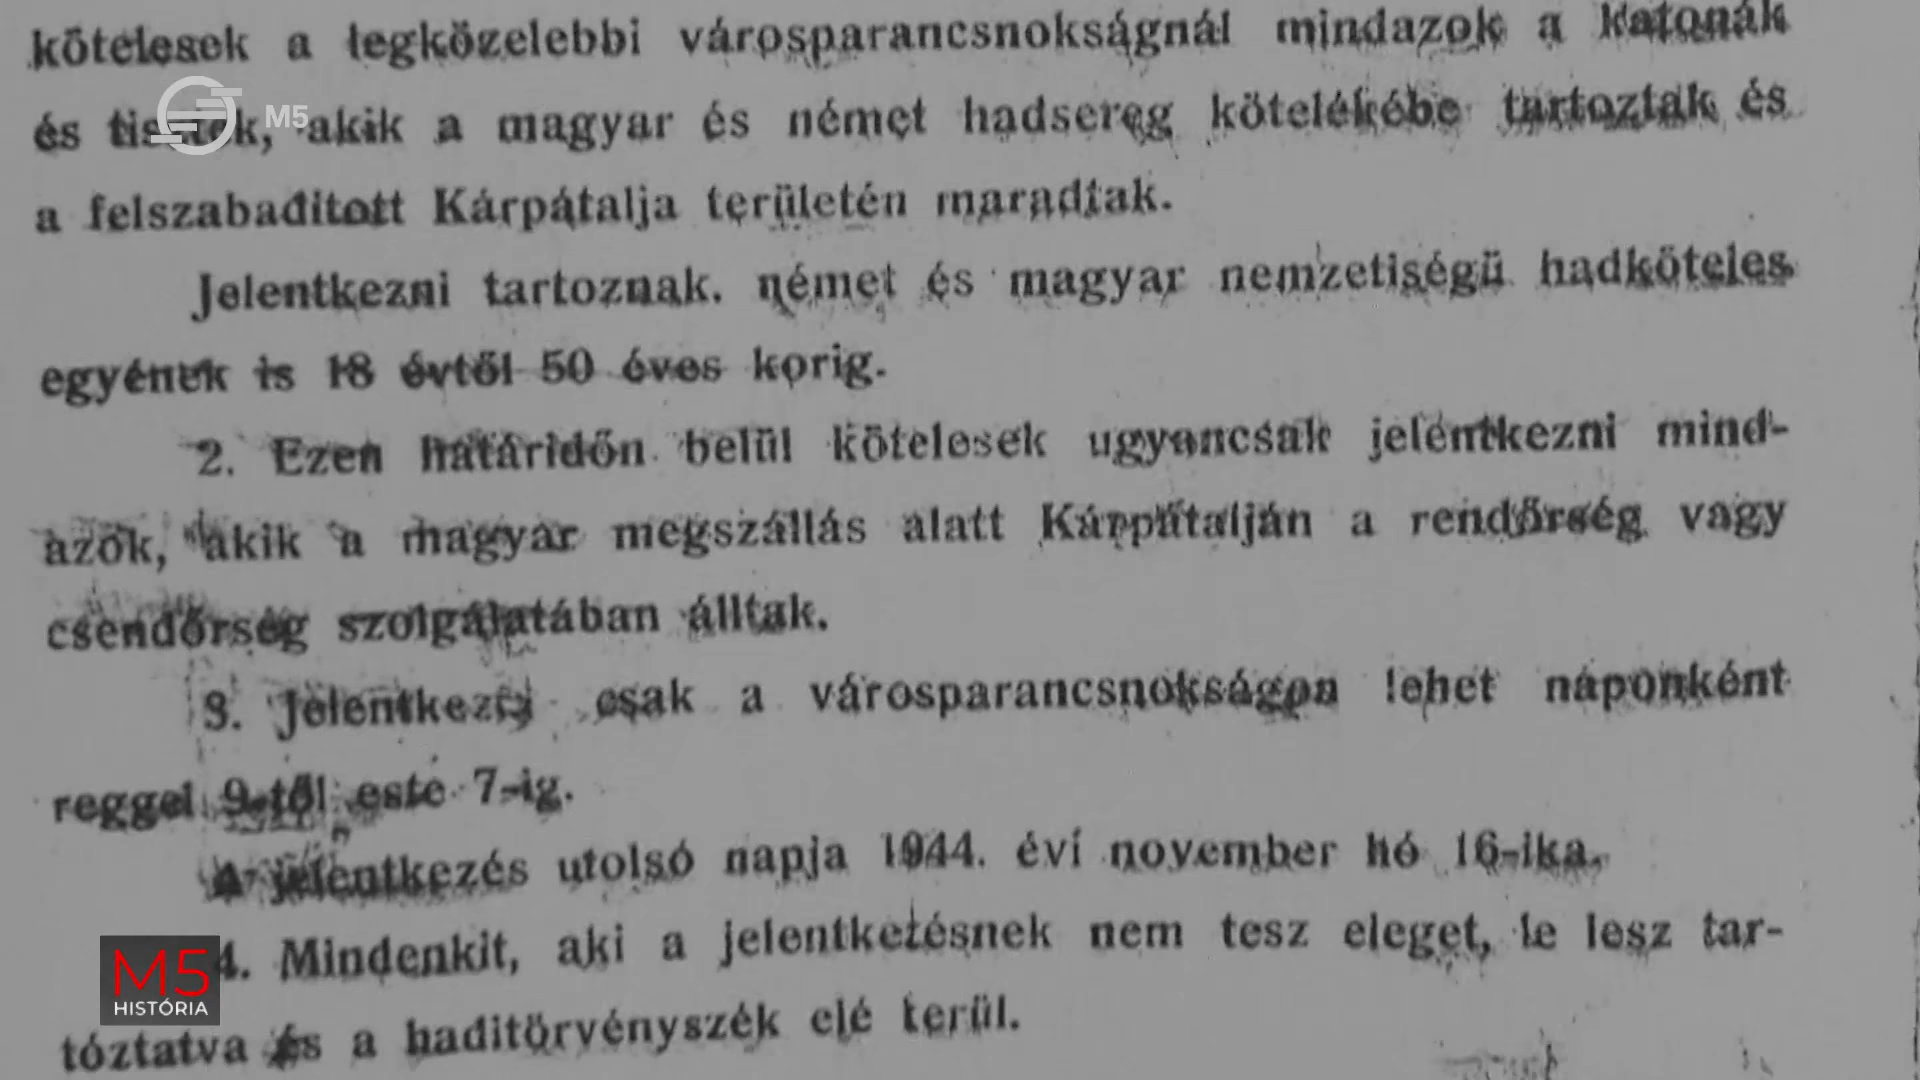 kötelesek a legközelebbi városparancsnokságnál mindazok a katonák
és tisztek, akik a magyar és német hadsereg kötelékébe tartoztak és
a felszabadított Kárpátalja területén maradtak.
Jelentkezni tartoznak. német és magyar nemzetiségü hadköteles
egyének is 18 évtől 50 éves korig.
2. Ezen határidőn belül kötelesek ugyancsak jelentkezni mind-
azok, akik a magyar megszállás alatt Kárpátalján a rendőrség vagy
csendőrség szolgálatában álltak.
3. Jelentkezni csak a városparancsnokságon lehet naponként
reggel 9-től este 7-ig.
A jelentkezés utolsó napja 1944. évi november hó 16-ika.
4. Mindenkit, aki a jelentkezésnek nem tesz eleget, le lesz tar-
tóztatva és a haditörvényszék elé terül.
M5
M5
HISTÓRIA